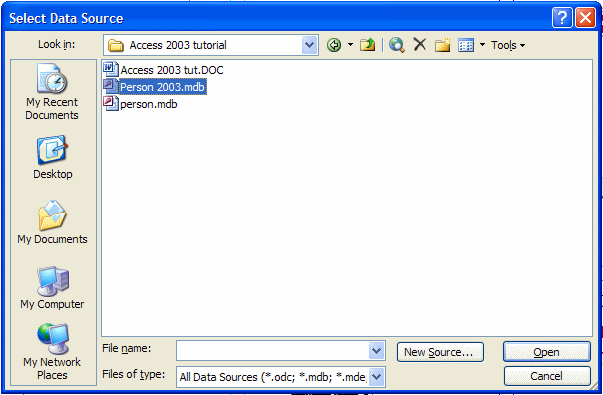 Select Data Source
Look in:
Access 2003 tutorial
Tools
My Recent
Documents
Desktop
My Documents
My Computer
My Network
Places
Access 2003 tut.DOC
Person 2003.mdb
person.mdb
File name:
New Source...
Open
Files of type:
All Data Sources (*.odc; *.mdb; *.mde
Cancel